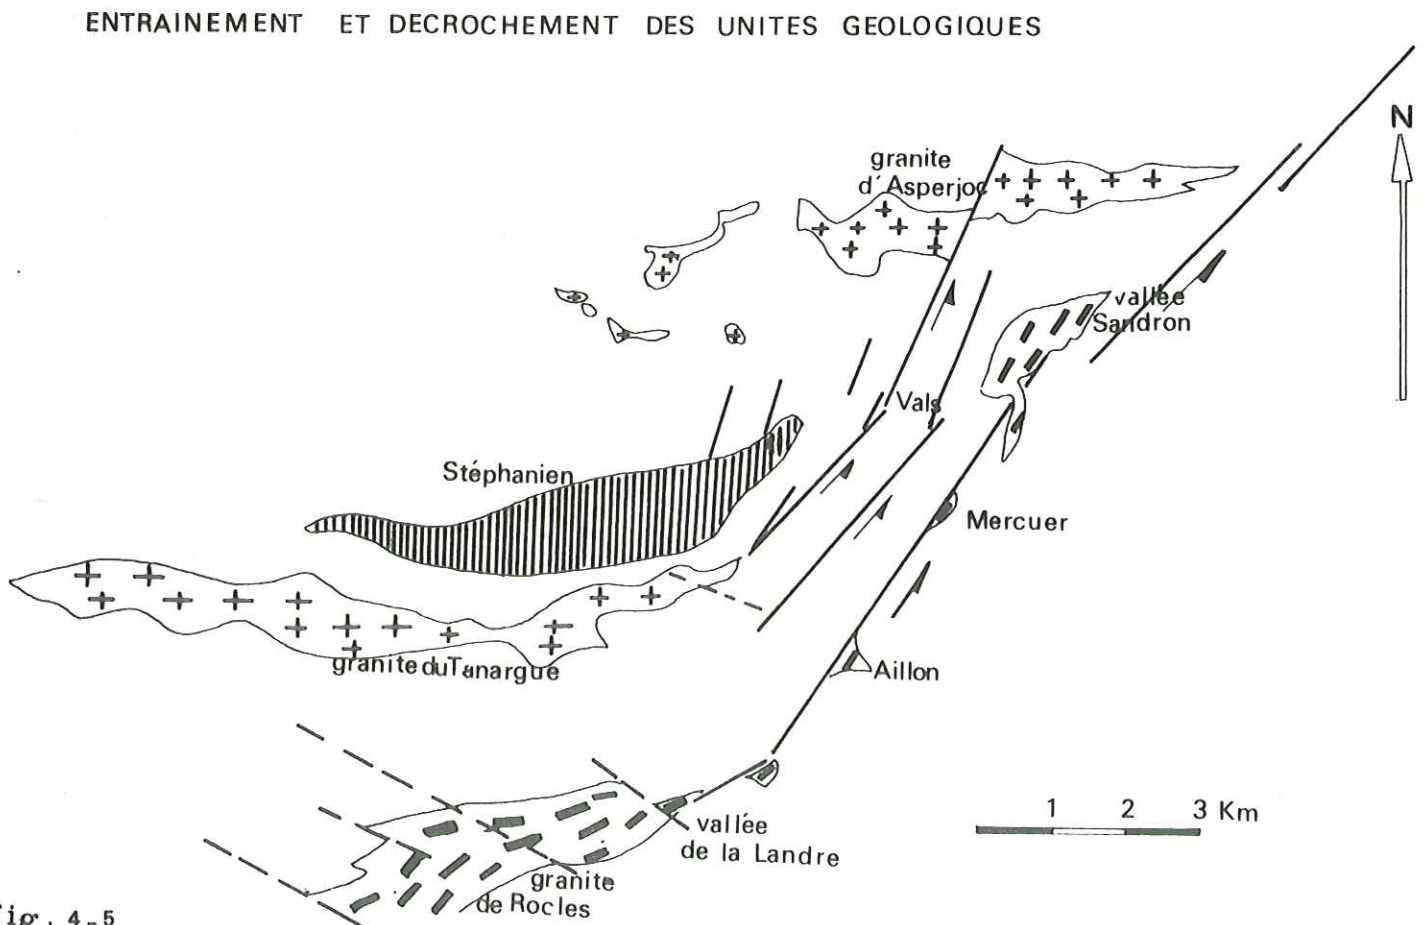 ENTRAINEMENT ET DECROCHEMENT DES UNITES GEOLOGIQUES
N
granite
d'Asperjoc
vallée
Sandron
Vals
Stéphanien
Mercuer
granite du Tanargue
Aillon
1 2 3 Km
vallée
de la Landre
granite
de Rocles
Fig. 4-5